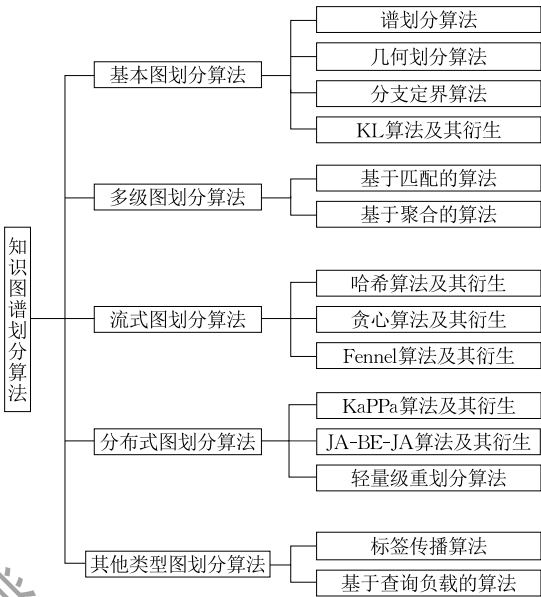 知识图谱划分算法
基本图划分算法
谱划分算法
几何划分算法
分支定界算法
KL算法及其衍生
多级图划分算法
基于匹配的算法
基于聚合的算法
流式图划分算法
哈希算法及其衍生
贪心算法及其衍生
Fennel算法及其衍生
分布式图划分算法
KaPPa算法及其衍生
JA-BE-JA算法及其衍生
轻量级重划分算法
其他类型图划分算法
标签传播算法
基于查询负载的算法